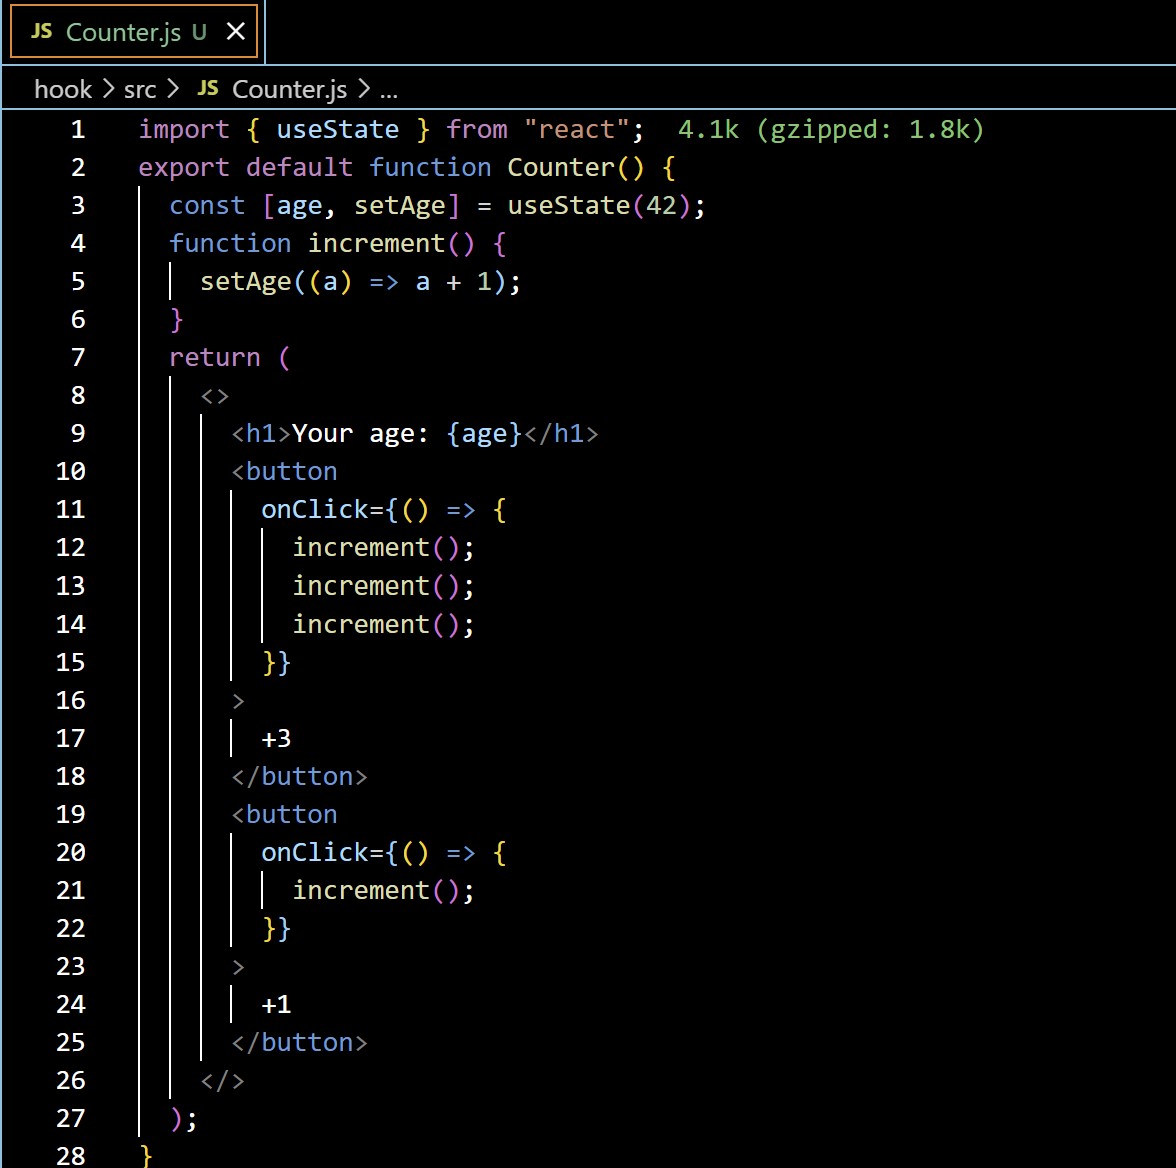 JS Counter.js U ×
hook > src > JS Counter.js > ...
1 import { useState } from "react"; 4.1k (gzipped: 1.8k)
2 export default function Counter() {
3   const [age, setAge] = useState(42);
4   function increment() {
5     setAge((a) => a + 1);
6   }
7   return (
8     <>
9       <h1>Your age: {age}</h1>
10       <button
11         onClick={() => {
12           increment();
13           increment();
14           increment();
15         }}
16       >
17         +3
18       </button>
19       <button
20         onClick={() => {
21           increment();
22         }}
23       >
24         +1
25       </button>
26     </>
27   );
28 }